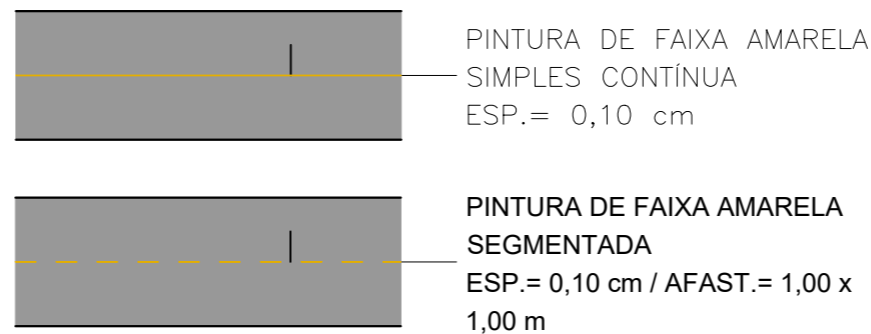 PINTURA DE FAIXA AMARELA
SIMPLES CONTÍNUA
ESP.= 0,10 cm
PINTURA DE FAIXA AMARELA
SEGMENTADA
ESP.= 0,10 cm / AFAST.= 1,00 x
1,00 m